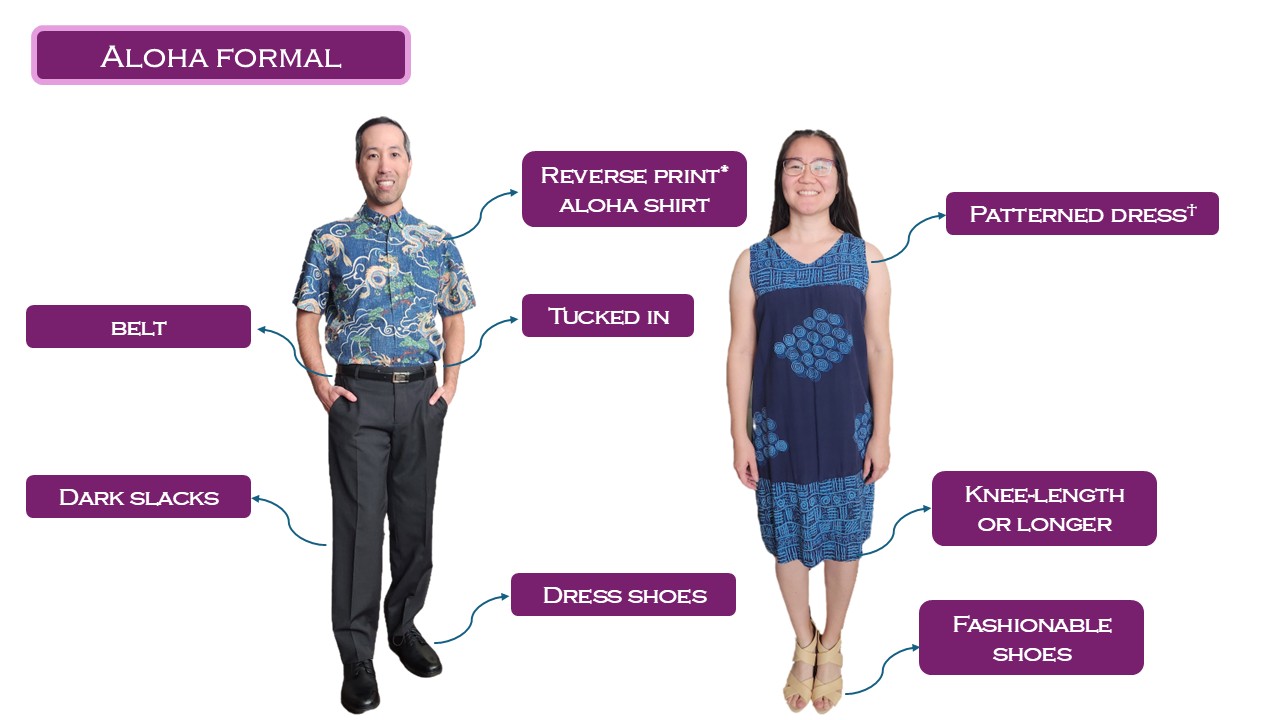 Aloha formal
Reverse print*
aloha shirt
Patterned dress†
Tucked in
belt
Dark slacks
Knee-length
or longer
Dress shoes
Fashionable
shoes